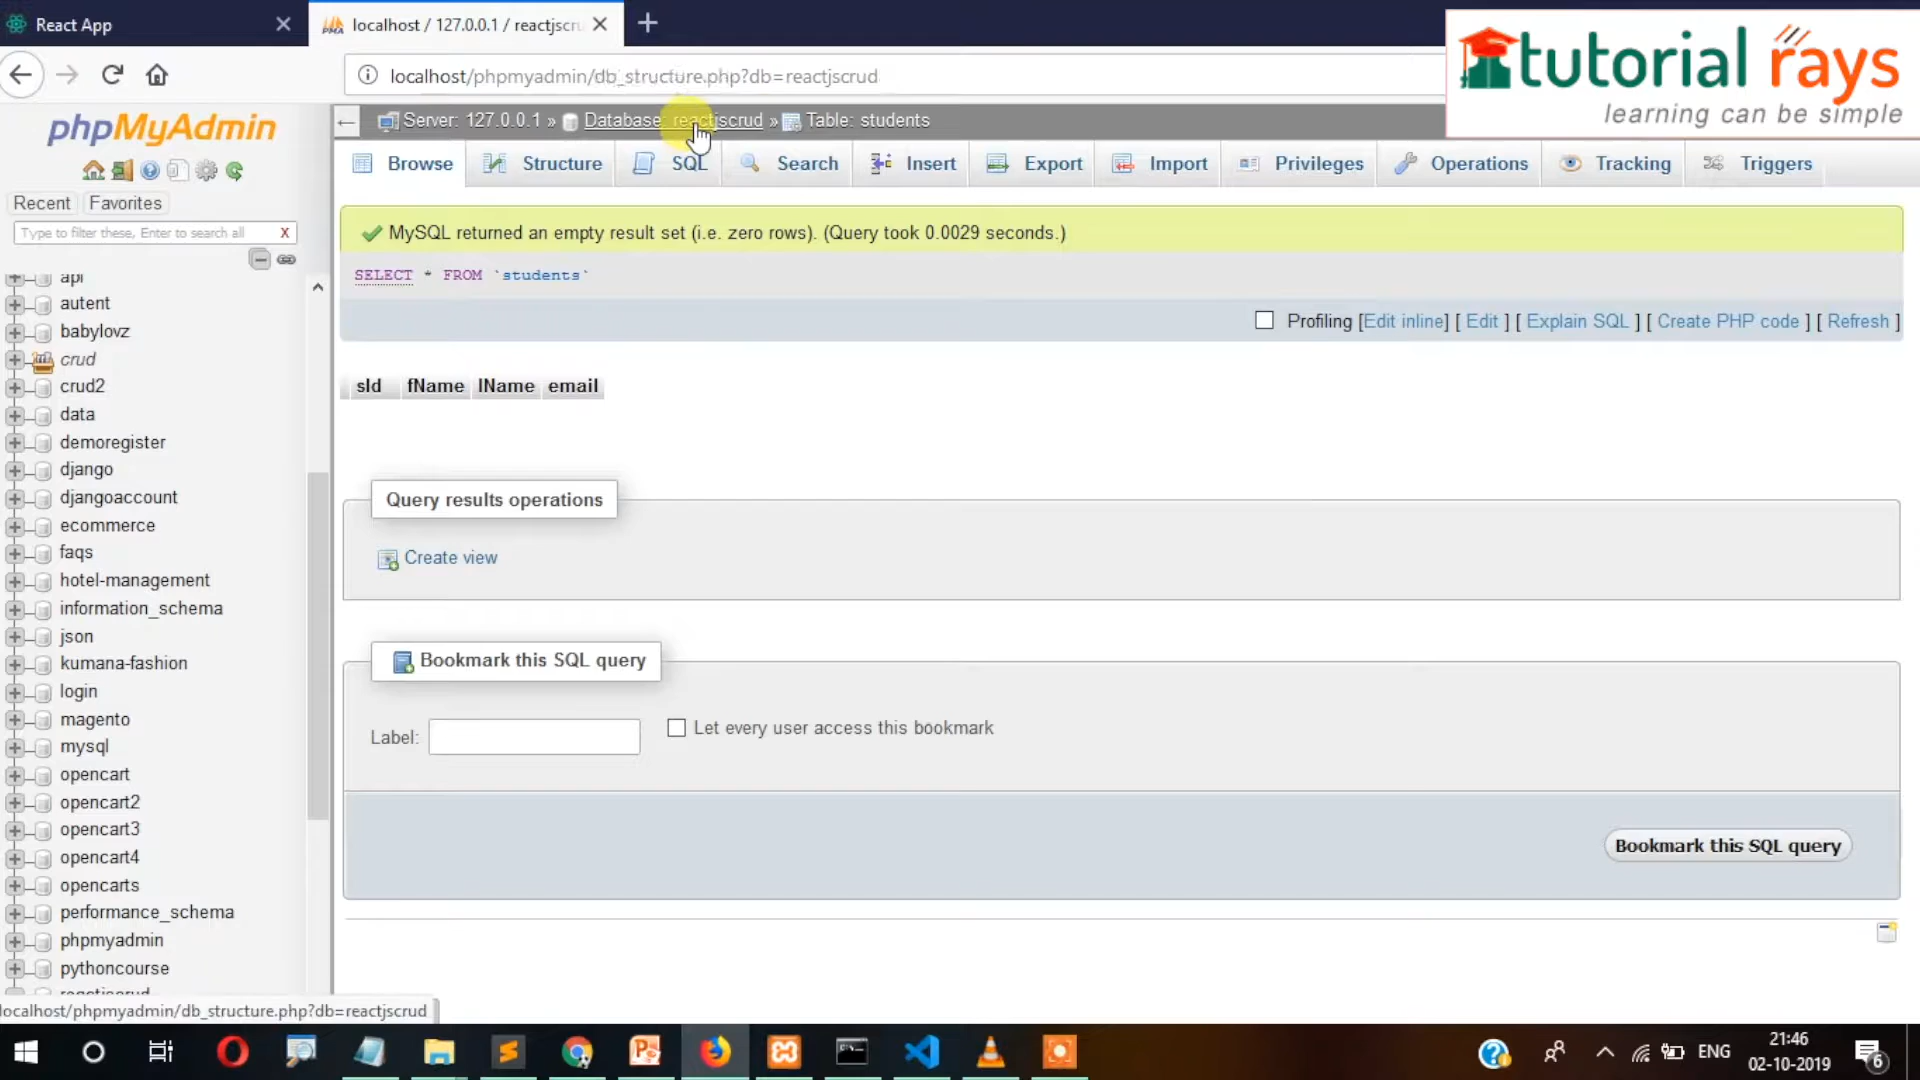 React App
localhost / 127.0.0.1 / reactjscru
localhost/phpmyadmin/db_structure.php?db=reactjscrud
tutorial rays
learning can be simple
phpMyAdmin
Server: 127.0.0.1 » Database: reactjscrud » Table: students
Browse Structure SQL Search Insert Export Import Privileges Operations Tracking Triggers
Recent Favorites
Type to filter these, Enter to search all X
MySQL returned an empty result set (i.e. zero rows). (Query took 0.0029 seconds.)
SELECT * FROM `students`
Profiling [Edit inline] [ Edit ] [ Explain SQL ] [ Create PHP code ] [ Refresh ]
sId fName lName email
Query results operations
Create view
Bookmark this SQL query
Label:
Let every user access this bookmark
Bookmark this SQL query
api
autent
babylovz
crud
crud2
data
demoregister
django
djangoaccount
ecommerce
faqs
hotel-management
information_schema
json
kumana-fashion
login
magento
mysql
opencart
opencart2
opencart3
opencart4
opencarts
performance_schema
phpmyadmin
pythoncourse
reactjscrud
localhost/phpmyadmin/db_structure.php?db=reactjscrud
ENG
21:46
02-10-2019
6